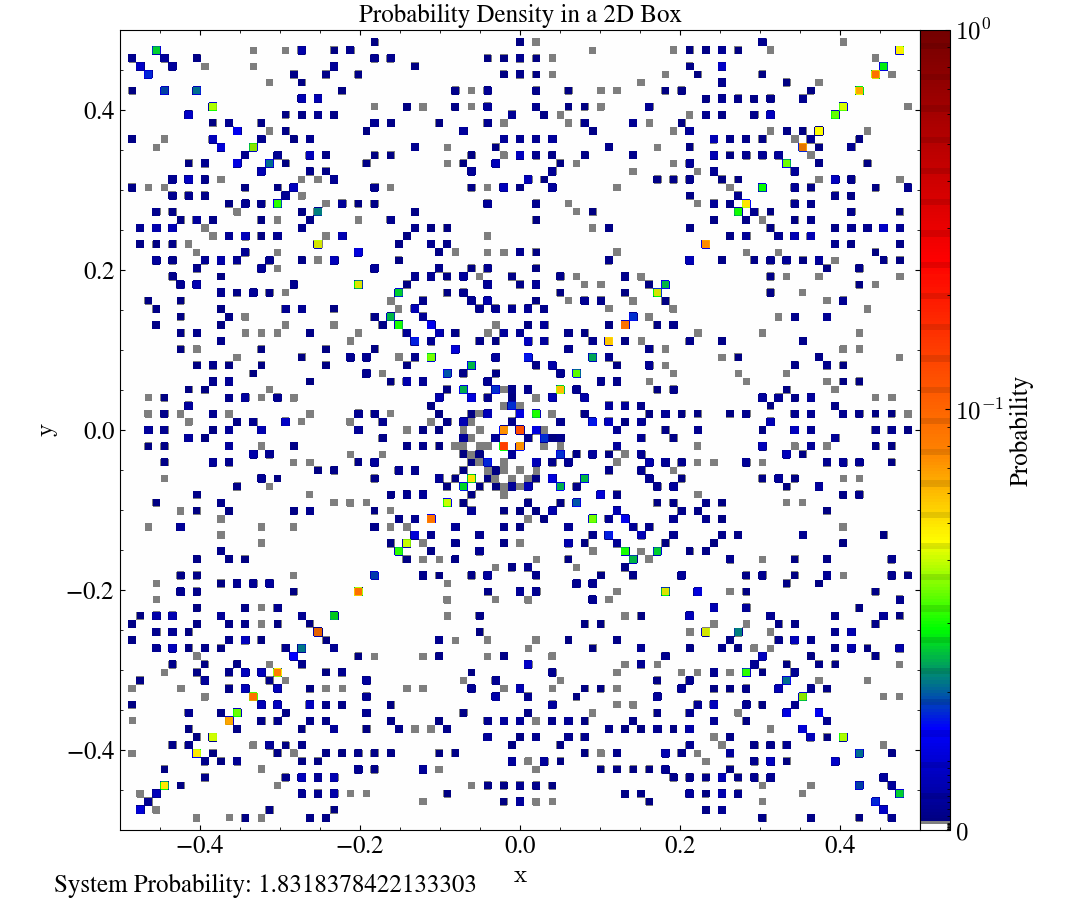 Probability Density in a 2D Box
10^0
0.4
0.2
0.0
−0.2
−0.4
y
10^−1
Probability
0
−0.4 −0.2 0.0 0.2 0.4
x
System Probability: 1.8318378422133303